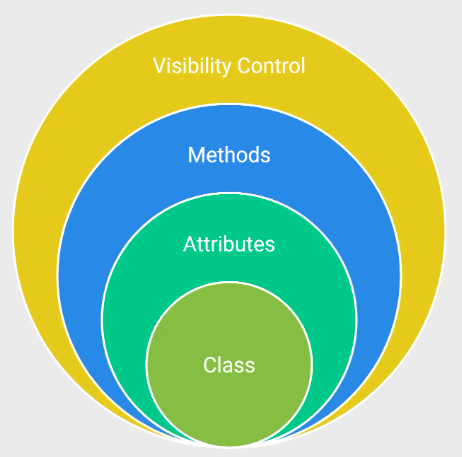 Visibility Control
Methods
Attributes
Class